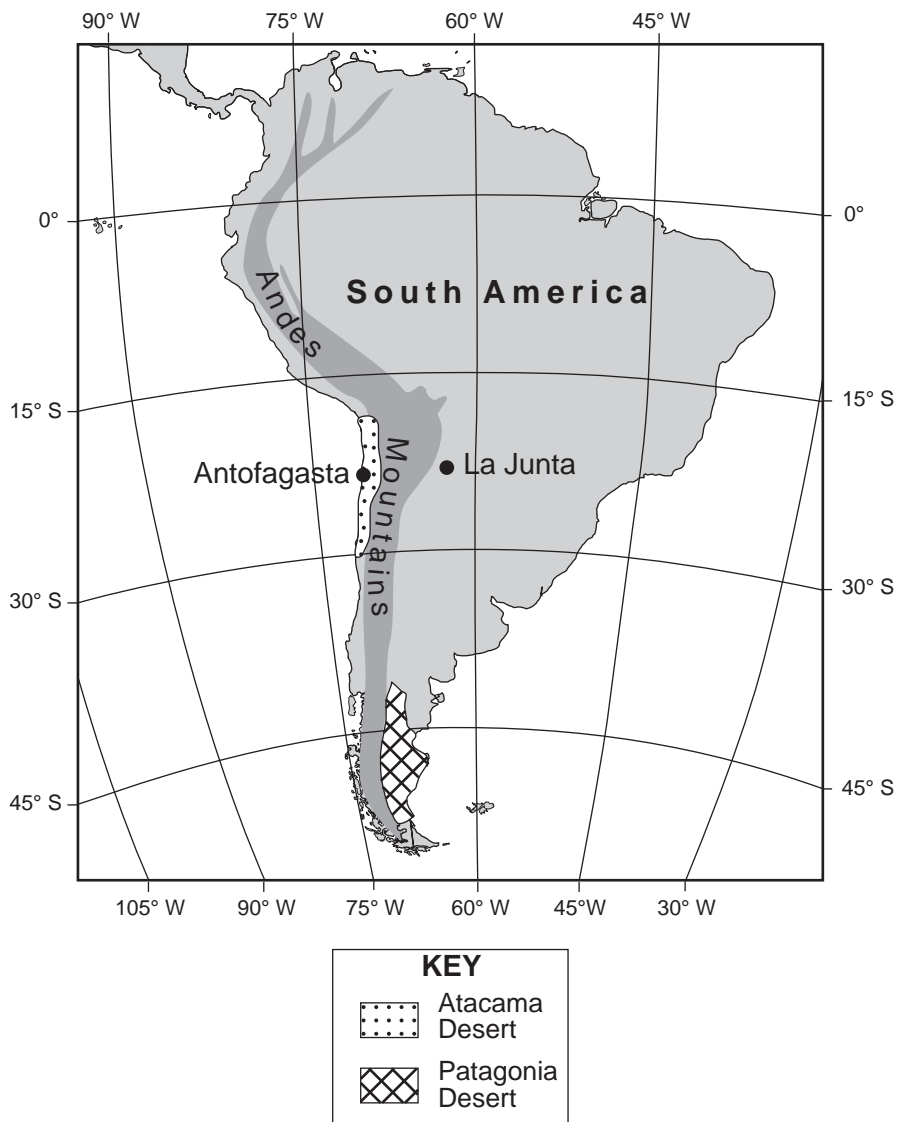 90° W 75° W 60° W 45° W
0° 0°
South America
Andes
15° S 15° S
Mountains
Antofagasta La Junta
30° S 30° S
45° S 45° S
105° W 90° W 75° W 60° W 45° W 30° W
KEY
Atacama
Desert
Patagonia
Desert